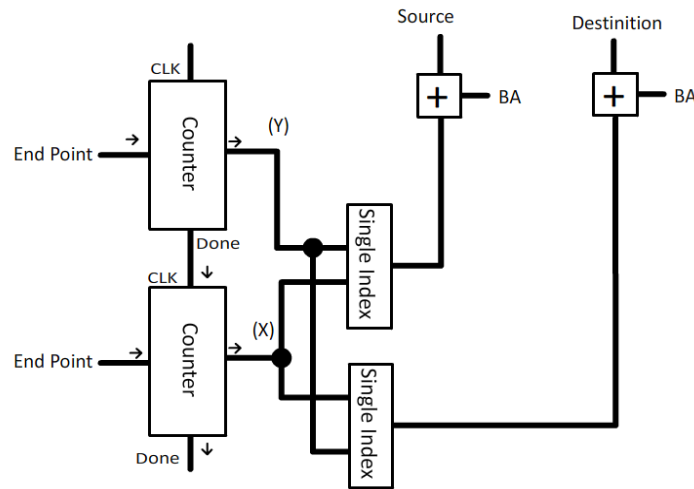 Source
Destinition
CLK
+
BA
+
BA
Counter
(Y)
End Point
Single Index
Done
CLK
Counter
(X)
End Point
Single Index
Done